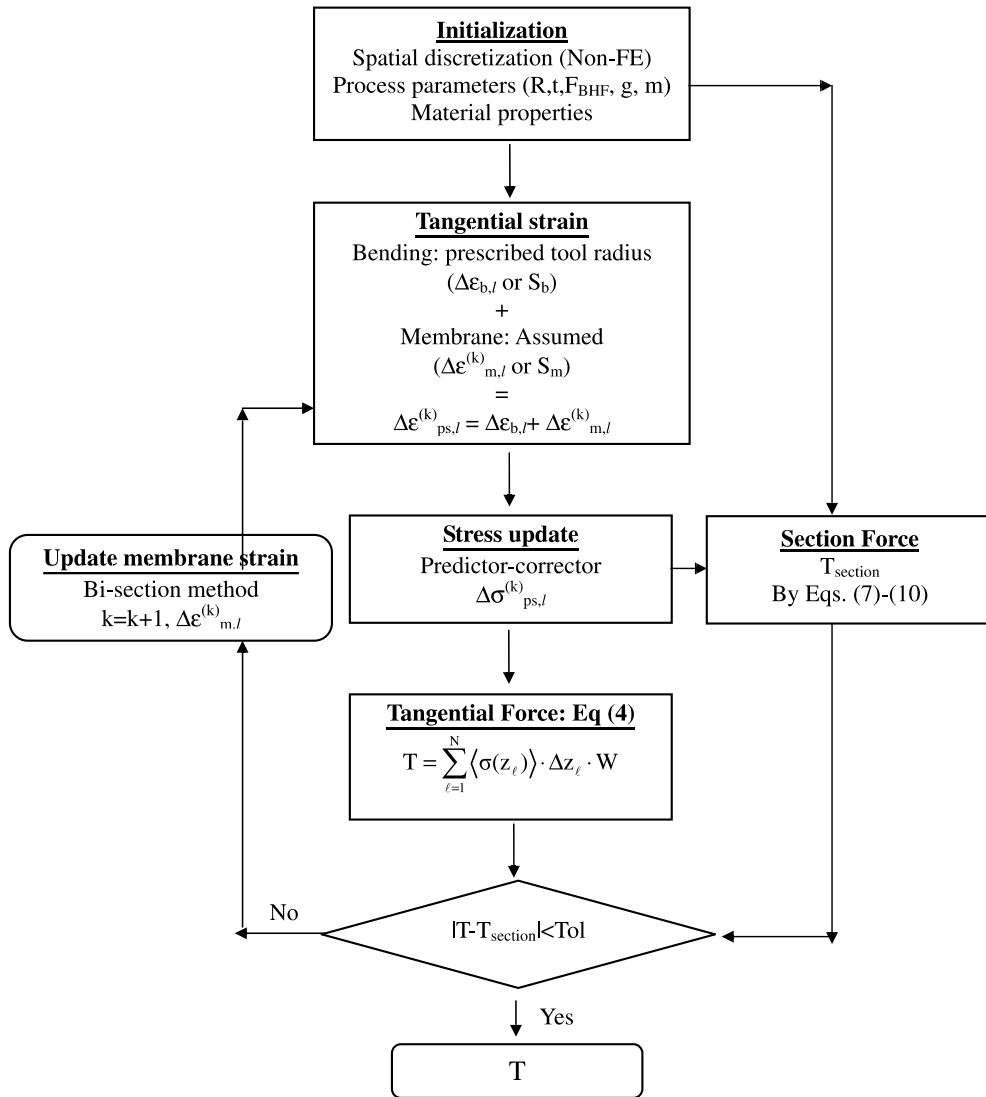 Initialization
Spatial discretization (Non-FE)
Process parameters (R,t,F_BHF, g, m)
Material properties
Tangential strain
Bending: prescribed tool radius
(Δε_b,l or S_b)
+
Membrane: Assumed
(Δε^(k)_m,l or S_m)
=
Δε^(k)_ps,l = Δε_b,l + Δε^(k)_m,l
Update membrane strain
Bi-section method
k=k+1, Δε^(k)_m.l
Stress update
Predictor-corrector
Δσ^(k)_ps,l
Section Force
T_section
By Eqs. (7)-(10)
Tangential Force: Eq (4)
T = ∑_{ℓ=1}^{N} ⟨σ(z_ℓ)⟩ · Δz_ℓ · W
No
|T-T_section|<Tol
Yes
T